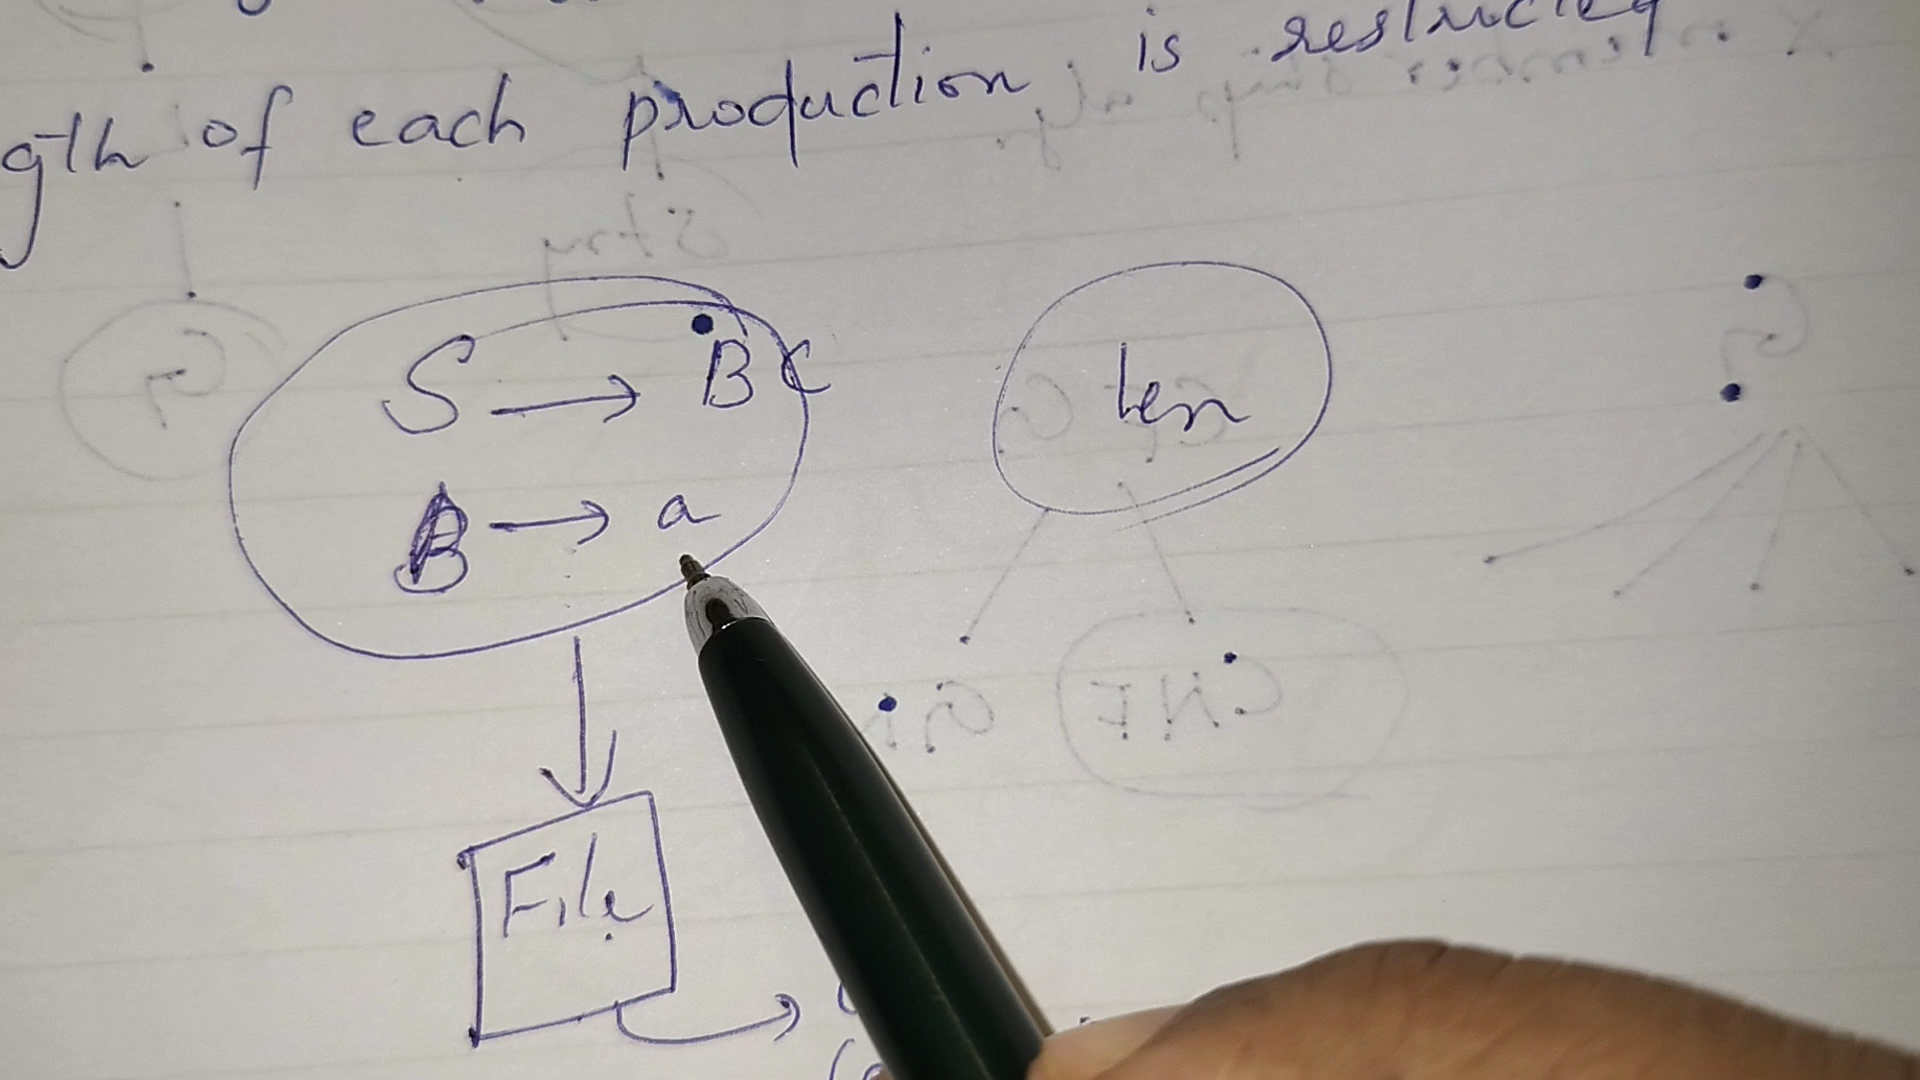 gth of each production is restricted
S → BC
B → a
len
File